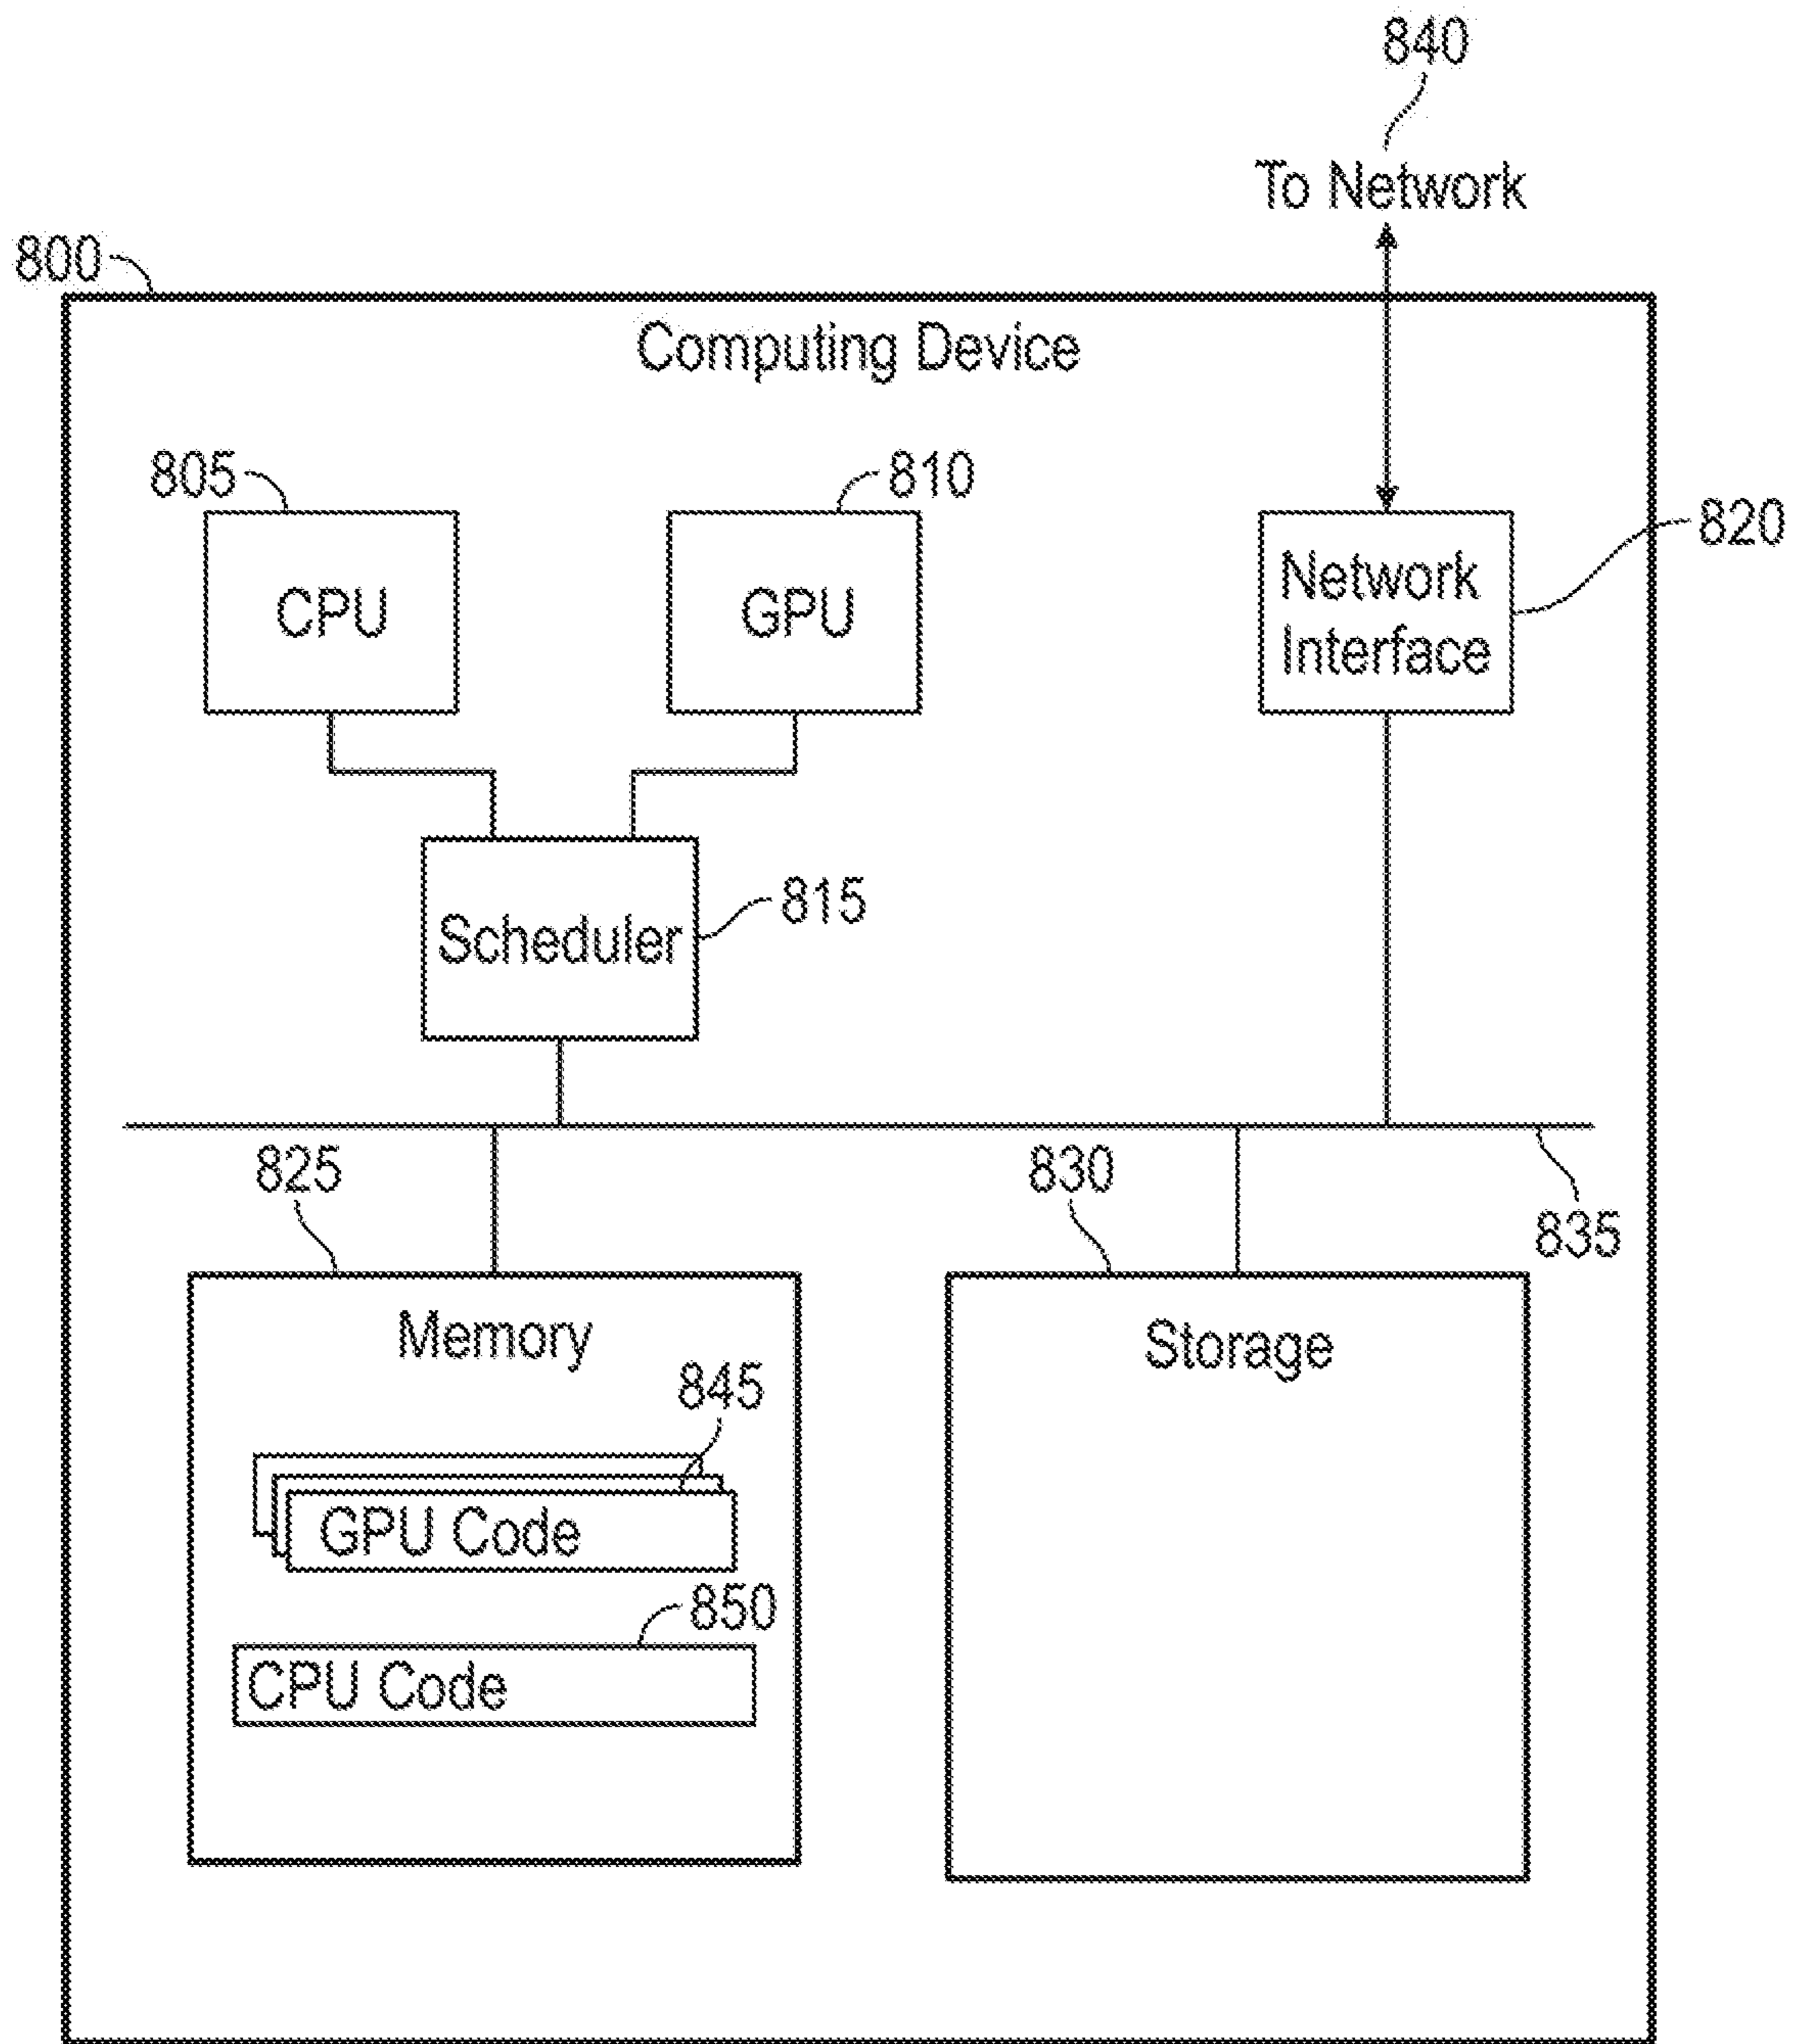 840
To Network
800
Computing Device
805
810
820
CPU
GPU
Network
Interface
815
Scheduler
825
830
835
Memory
Storage
845
GPU Code
850
CPU Code